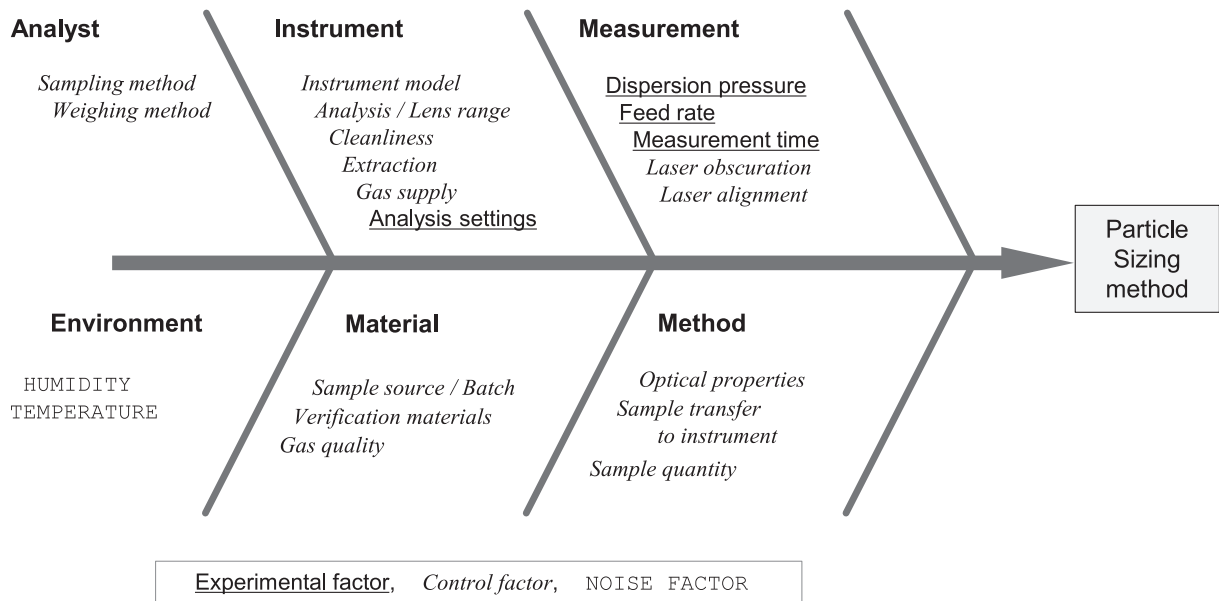 Analyst
Sampling method
Weighing method
Instrument
Instrument model
Analysis / Lens range
Cleanliness
Extraction
Gas supply
Analysis settings
Measurement
Dispersion pressure
Feed rate
Measurement time
Laser obscuration
Laser alignment
Particle
Sizing
method
Environment
HUMIDITY
TEMPERATURE
Material
Sample source / Batch
Verification materials
Gas quality
Method
Optical properties
Sample transfer
to instrument
Sample quantity
Experimental factor, Control factor, NOISE FACTOR